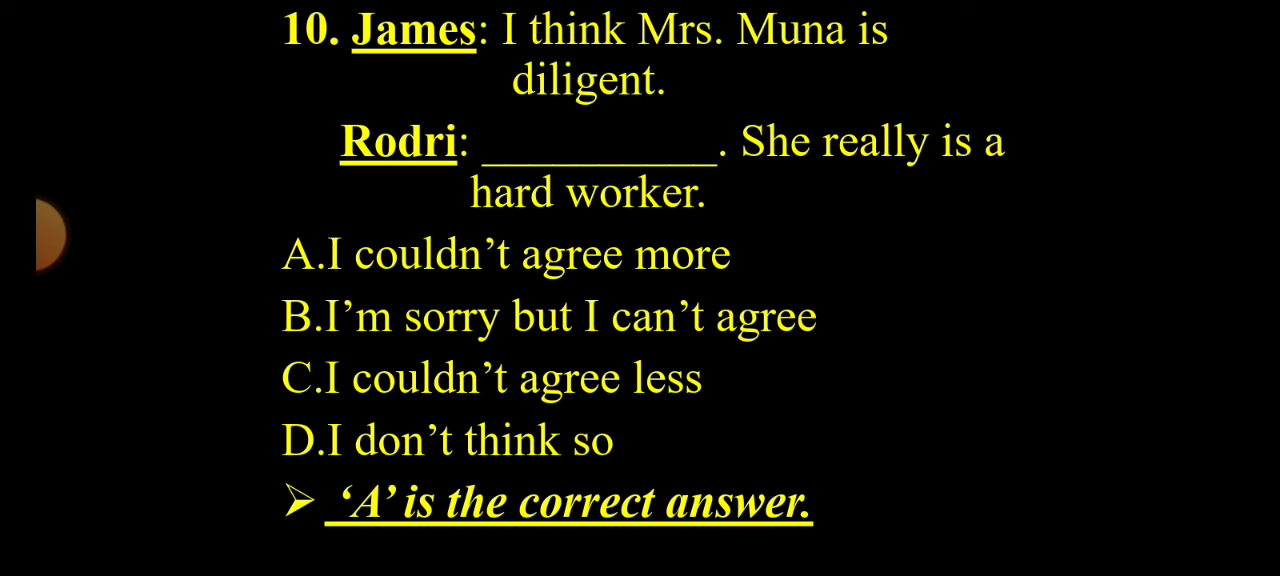 10. James: I think Mrs. Muna is
diligent.
Rodri: __________. She really is a
hard worker.
A.I couldn’t agree more
B.I’m sorry but I can’t agree
C.I couldn’t agree less
D.I don’t think so
➢ ‘A’ is the correct answer.